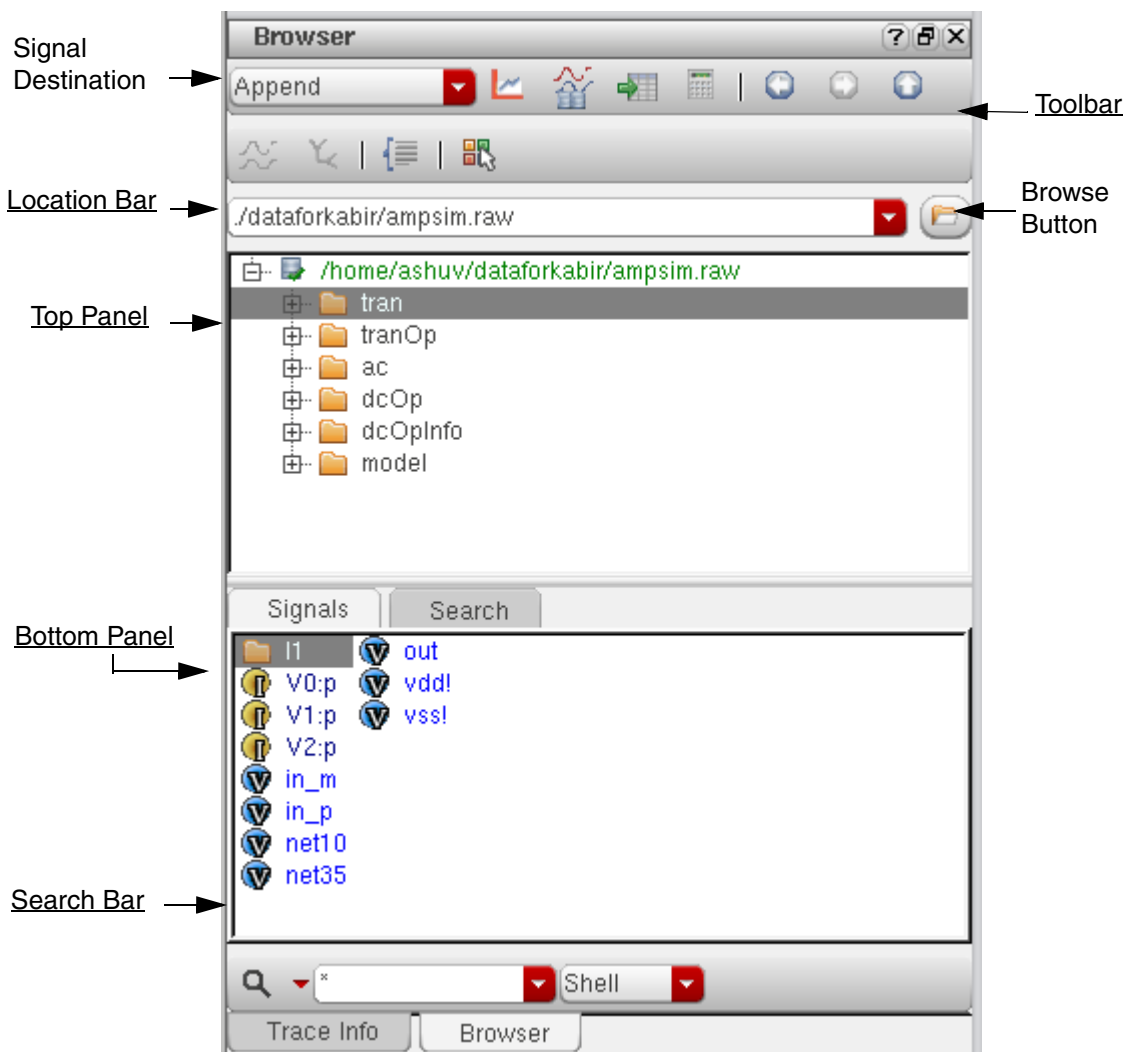 Browser
Signal
Destination
Append
Toolbar
Location Bar
./dataforkabir/ampsim.raw
Browse
Button
/home/ashuv/dataforkabir/ampsim.raw
Top Panel
tran
tranOp
ac
dcOp
dcOpInfo
model
Signals
Search
Bottom Panel
I1
V0:p
V1:p
V2:p
in_m
in_p
net10
net35
out
vdd!
vss!
Search Bar
*
Shell
Trace Info
Browser